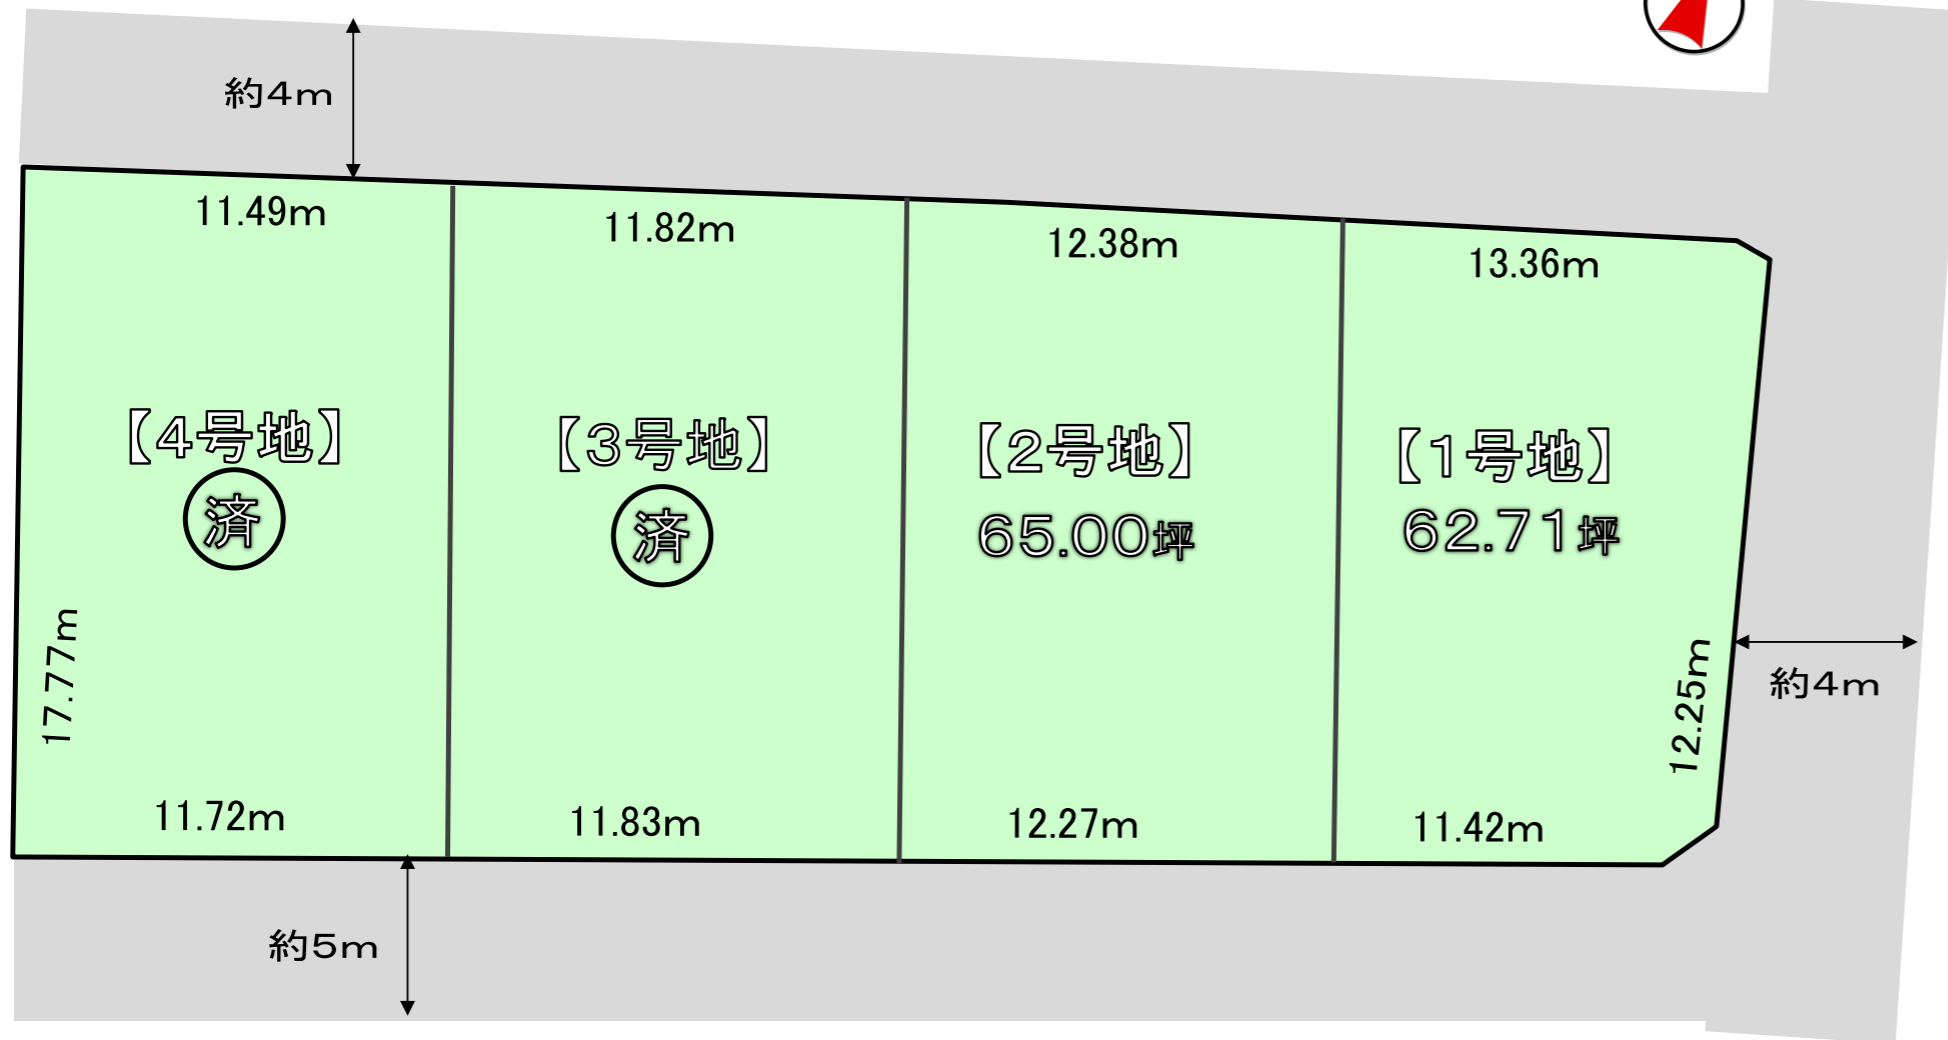 約4m
11.49m
11.82m
12.38m
13.36m
【4号地】
済
【3号地】
済
【2号地】
65.00坪
【1号地】
62.71坪
17.77m
12.25m
約4m
11.72m
11.83m
12.27m
11.42m
約5m